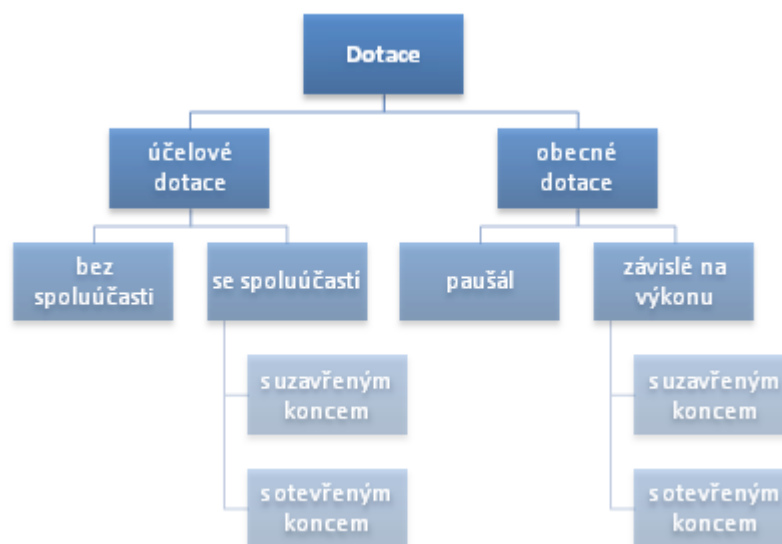 Dotace
účelové
dotace
obecné
dotace
bez
spoluúčasti
se spoluúčastí
paušál
závislé na
výkonu
s uzavřeným
koncem
s uzavřeným
koncem
s otevřeným
koncem
s otevřeným
koncem